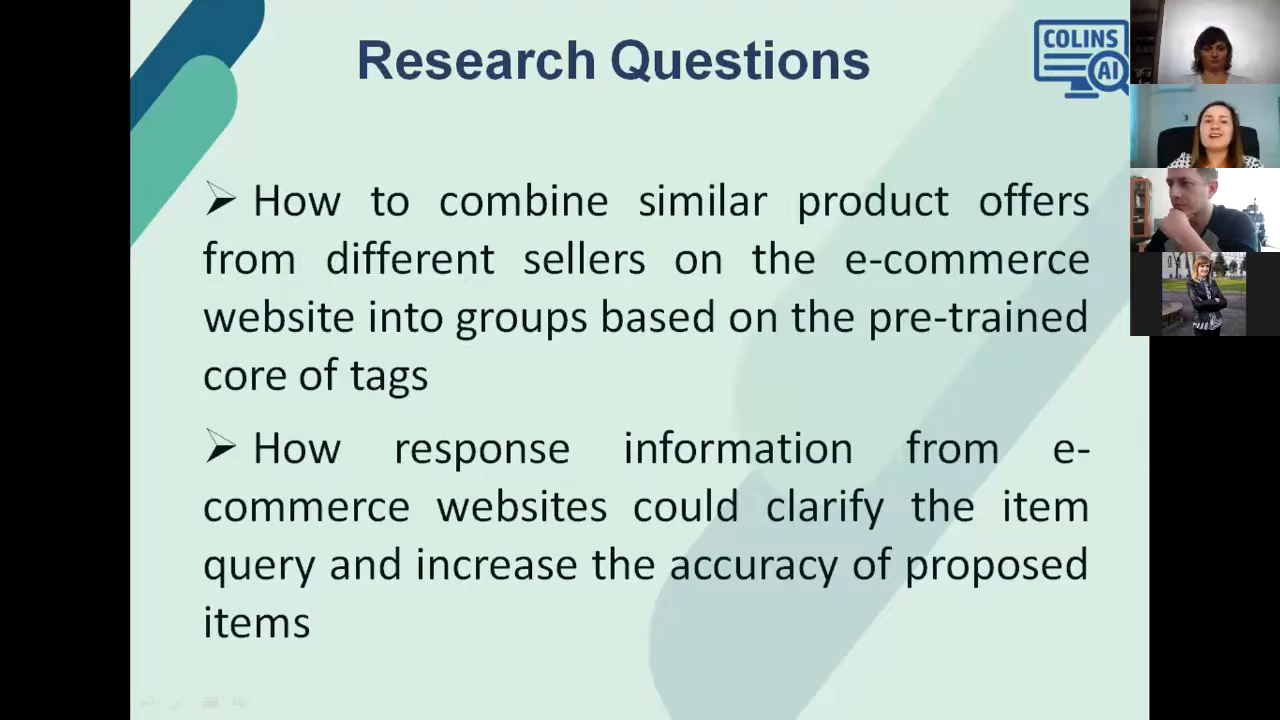 Research Questions
COLINS
AI
➢ How to combine similar product offers
from different sellers on the e-commerce
website into groups based on the pre-trained
core of tags
➢ How response information from e-
commerce websites could clarify the item
query and increase the accuracy of proposed
items